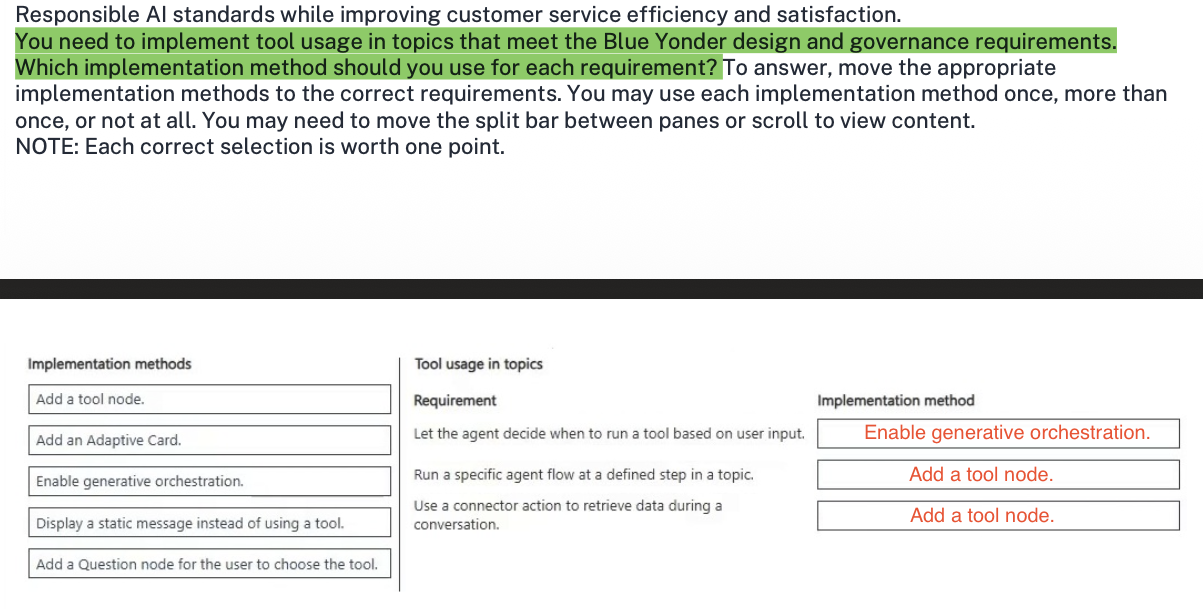 Responsible AI standards while improving customer service efficiency and satisfaction.
You need to implement tool usage in topics that meet the Blue Yonder design and governance requirements.
Which implementation method should you use for each requirement? To answer, move the appropriate
implementation methods to the correct requirements. You may use each implementation method once, more than
once, or not at all. You may need to move the split bar between panes or scroll to view content.
NOTE: Each correct selection is worth one point.
Implementation methods
Add a tool node.
Add an Adaptive Card.
Enable generative orchestration.
Display a static message instead of using a tool.
Add a Question node for the user to choose the tool.
Tool usage in topics
Requirement
Implementation method
Let the agent decide when to run a tool based on user input.
Enable generative orchestration.
Run a specific agent flow at a defined step in a topic.
Add a tool node.
Use a connector action to retrieve data during a
conversation.
Add a tool node.